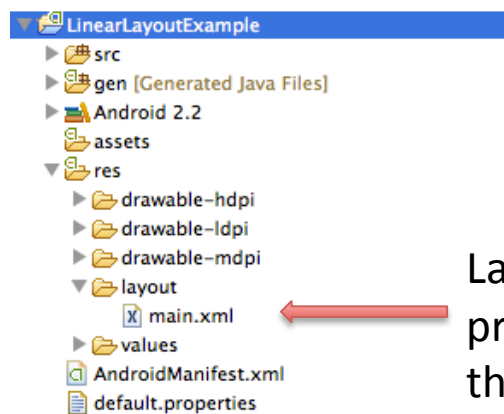 LinearLayoutExample
src
gen [Generated Java Files]
Android 2.2
assets
res
drawable-hdpi
drawable-ldpi
drawable-mdpi
layout
main.xml
values
AndroidManifest.xml
default.properties
La
pr
th